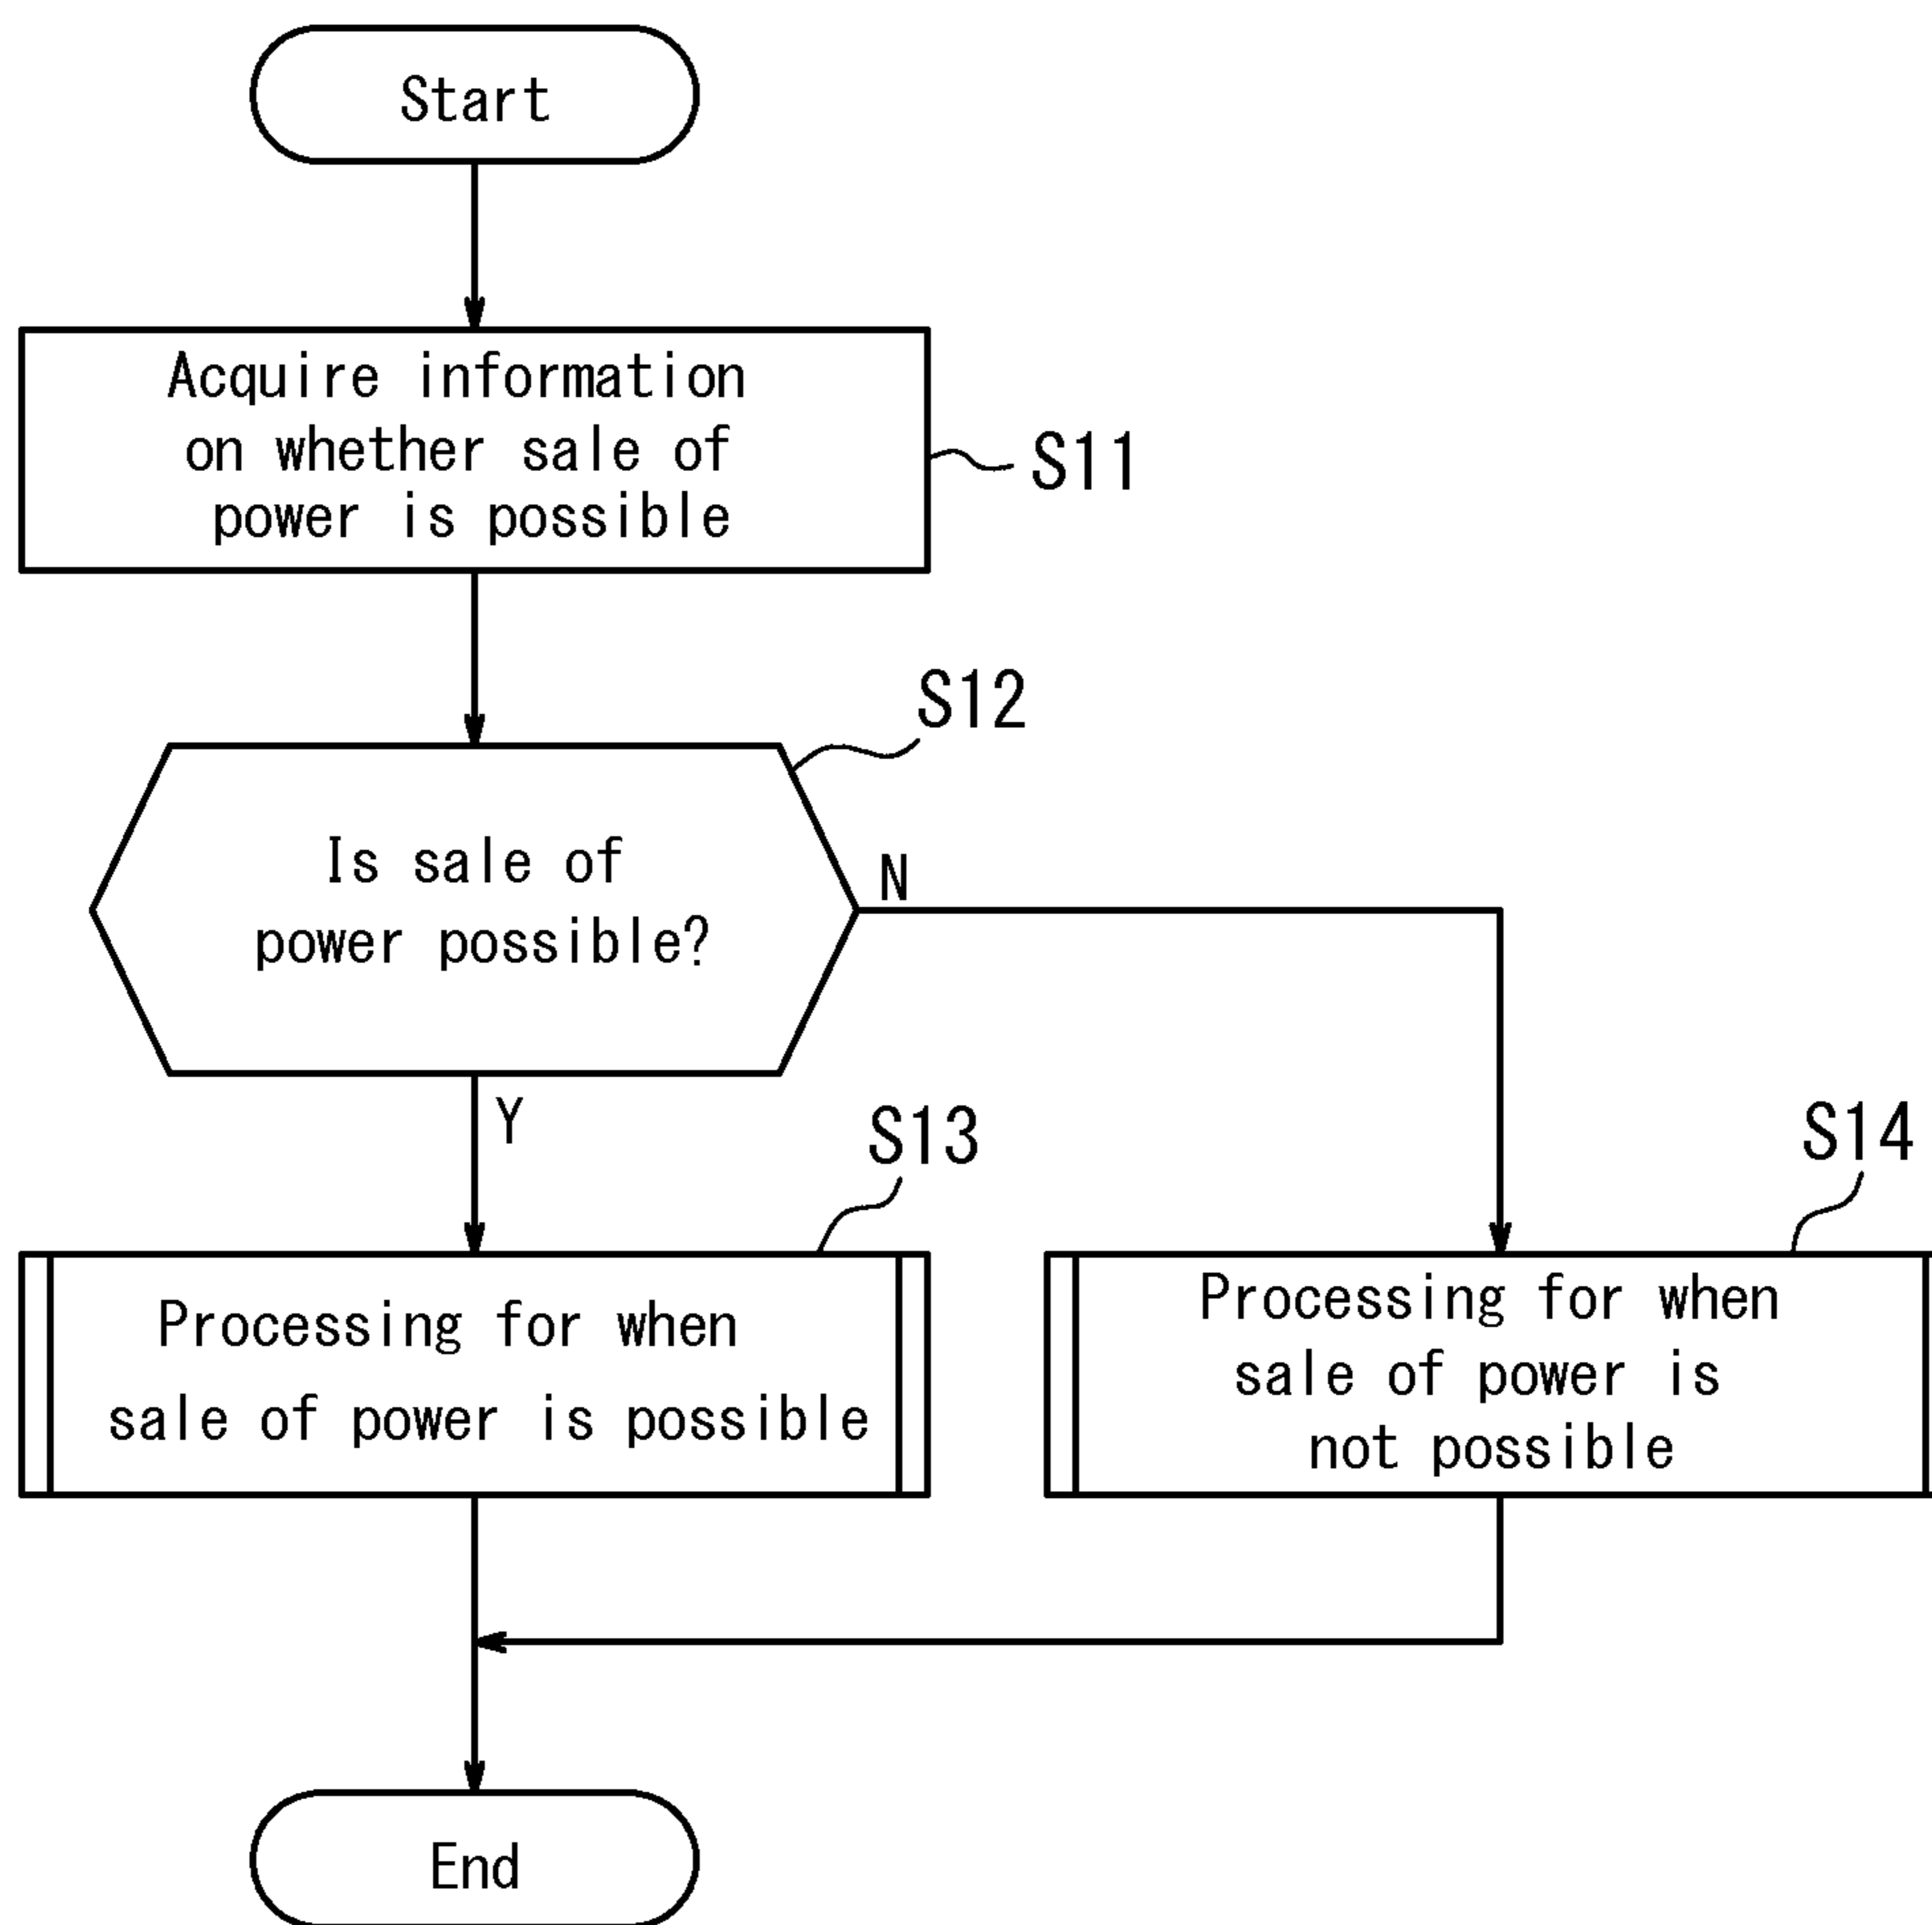 Start
Acquire information
on whether sale of
power is possible
S11
S12
Is sale of
power possible?
N
Y
S13
S14
Processing for when
sale of power is possible
Processing for when
sale of power is
not possible
End